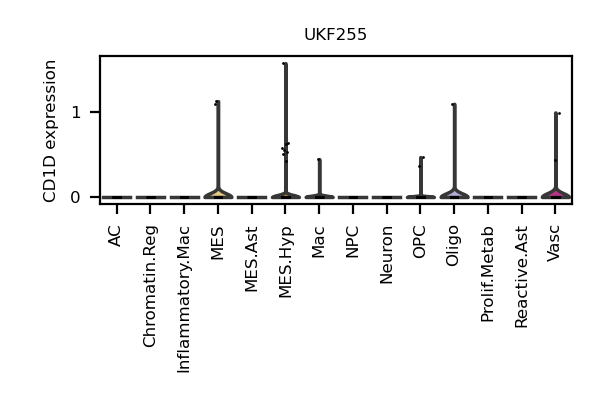 UKF255
CD1D expression
1
0
AC
Chromatin.Reg
Inflammatory.Mac
MES
MES.Ast
MES.Hyp
Mac
NPC
Neuron
OPC
Oligo
Prolif.Metab
Reactive.Ast
Vasc